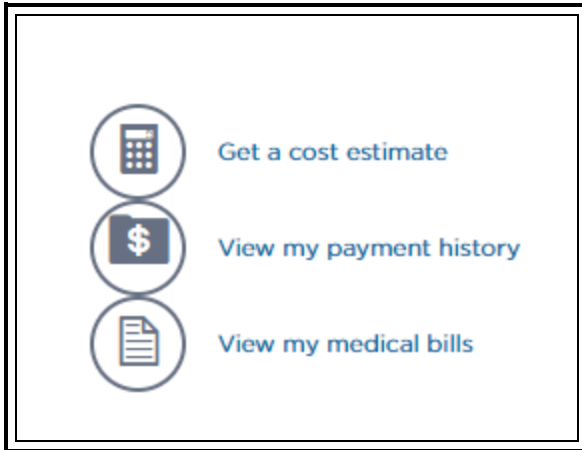 Get a cost estimate
$
View my payment history
View my medical bills